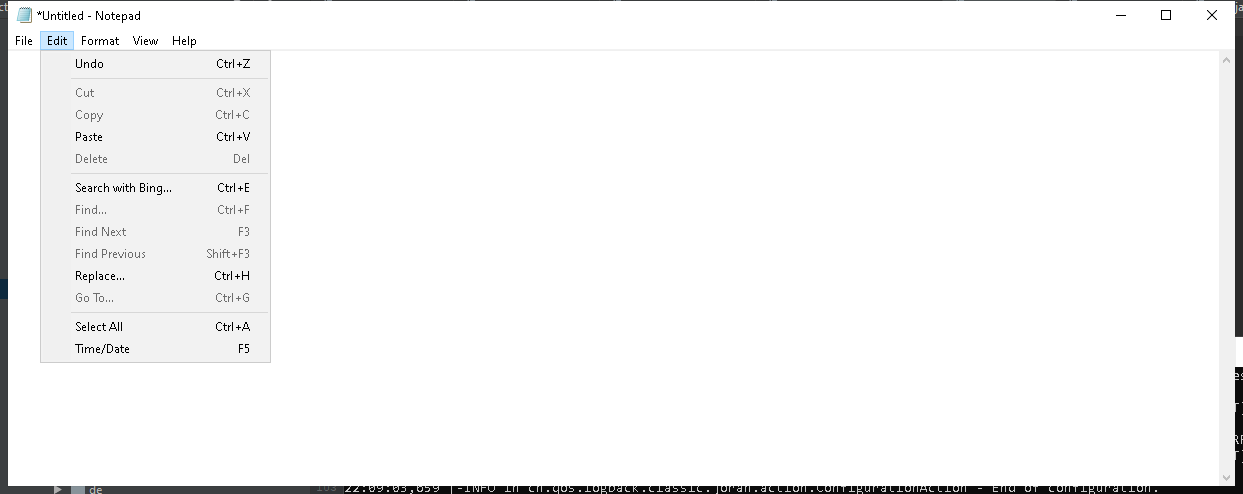 *Untitled - Notepad
File Edit Format View Help
Undo Ctrl+Z
Cut Ctrl+X
Copy Ctrl+C
Paste Ctrl+V
Delete Del
Search with Bing... Ctrl+E
Find... Ctrl+F
Find Next F3
Find Previous Shift+F3
Replace... Ctrl+H
Go To... Ctrl+G
Select All Ctrl+A
Time/Date F5
de 22:09:03,659 |-INFO in ch.qos.logback.classic.joran.action.ConfigurationAction - End of configuration.